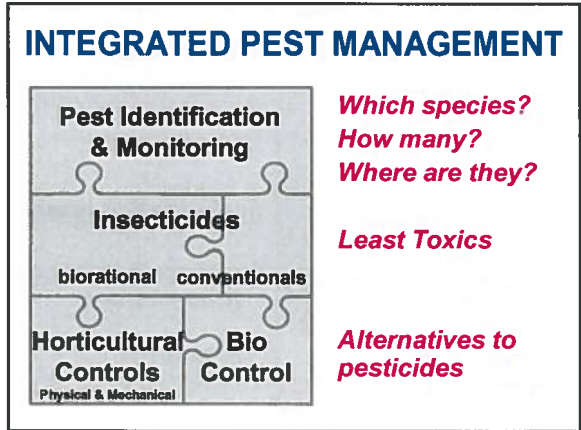 INTEGRATED PEST MANAGEMENT
Pest Identification
& Monitoring
Which species?
How many?
Where are they?
Insecticides
biorational conventionals
Least Toxics
Horticultural
Controls
Physical & Mechanical
Bio
Control
Alternatives to
pesticides